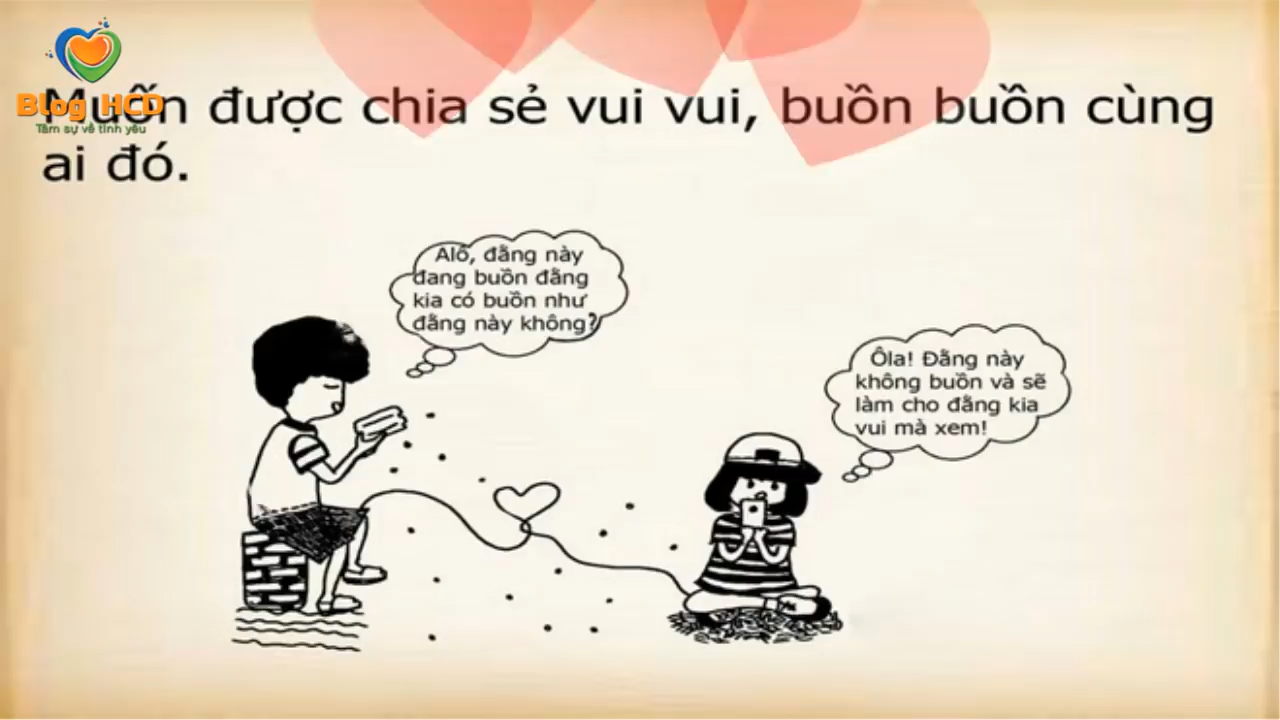 Blog HCD
Tâm sự về tình yêu
Muốn được chia sẻ vui vui, buồn buồn cùng
ai đó.
Alô, đằng này
đang buồn đằng
kia có buồn như
đằng này không?
Ôla! Đằng này
không buồn và sẽ
làm cho đằng kia
vui mà xem!